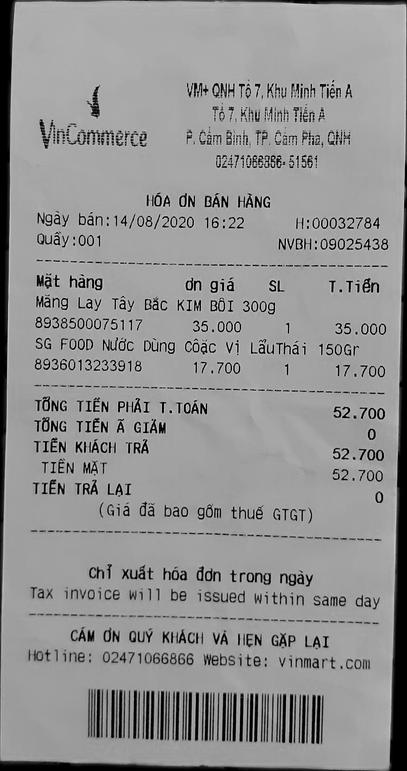 VinCommerce
VM+ QNH Tổ 7, Khu Minh Tiến A
Tổ 7, Khu Minh Tiến A
P. Cẩm Bình, TP. Cẩm Phả, QNH
02471066866-51561
HÓA ƠN BÁN HÀNG
Ngày bán:14/08/2020 16:22 H:00032784
Quầy:001 NVBH:09025438
Mặt hàng ơn giá SL T.Tiền
Măng Lay Tây Bắc KIM BÔI 300g
8938500075117 35.000 1 35.000
SG FOOD Nước Dùng Côặc Vị LẩuThái 150Gr
8936013233918 17.700 1 17.700
TỔNG TIỀN PHẢI T.TOÁN 52.700
TỔNG TIỀN Ã GIẢM 0
TIỀN KHÁCH TRẢ 52.700
TIỀN MẶT 52.700
TIỀN TRẢ LẠI 0
(Giá đã bao gồm thuế GTGT)
Chỉ xuất hóa đơn trong ngày
Tax invoice will be issued within same day
CẢM ƠN QUÝ KHÁCH VÀ HẸN GẶP LẠI
Hotline: 02471066866 Website: vinmart.com